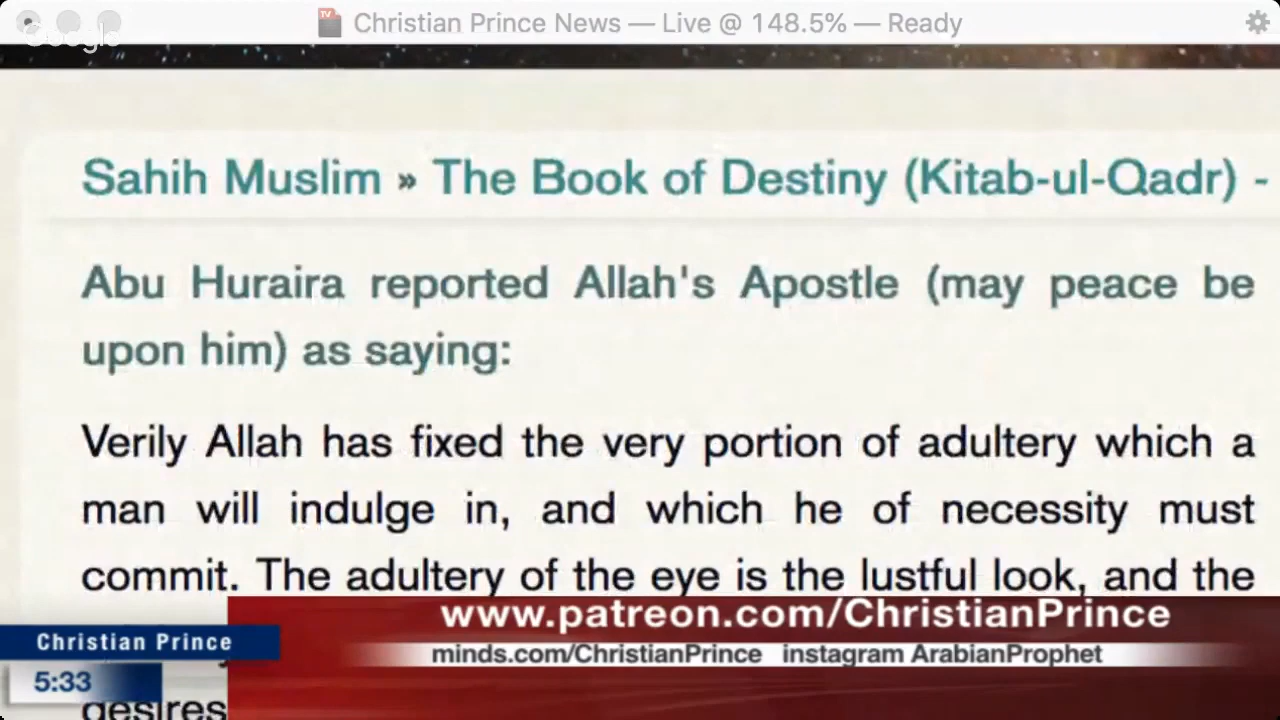 Christian Prince News — Live @ 148.5% — Ready
Google
Sahih Muslim » The Book of Destiny (Kitab-ul-Qadr) -
Abu Huraira reported Allah's Apostle (may peace be
upon him) as saying:
Verily Allah has fixed the very portion of adultery which a
man will indulge in, and which he of necessity must
commit. The adultery of the eye is the lustful look, and the
www.patreon.com/ChristianPrince
Christian Prince
minds.com/ChristianPrince instagram ArabianProphet
5:33
desires